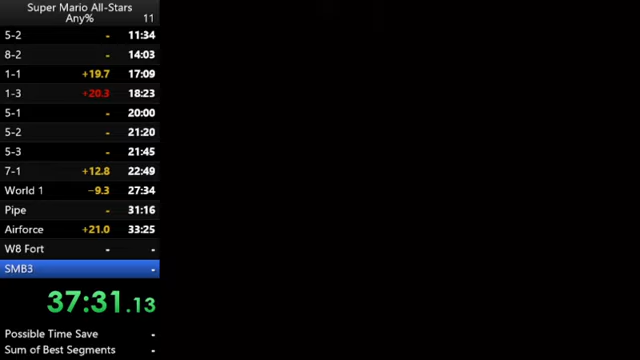 Super Mario All-Stars
Any% 11
5-2 - 11:34
8-2 - 14:03
1-1 +19.7 17:09
1-3 +20.3 18:23
5-1 - 20:00
5-2 - 21:20
5-3 - 21:45
7-1 +12.8 22:49
World 1 −9.3 27:34
Pipe - 31:16
Airforce +21.0 33:25
W8 Fort - -
SMB3 -
37:31.13
Possible Time Save -
Sum of Best Segments -